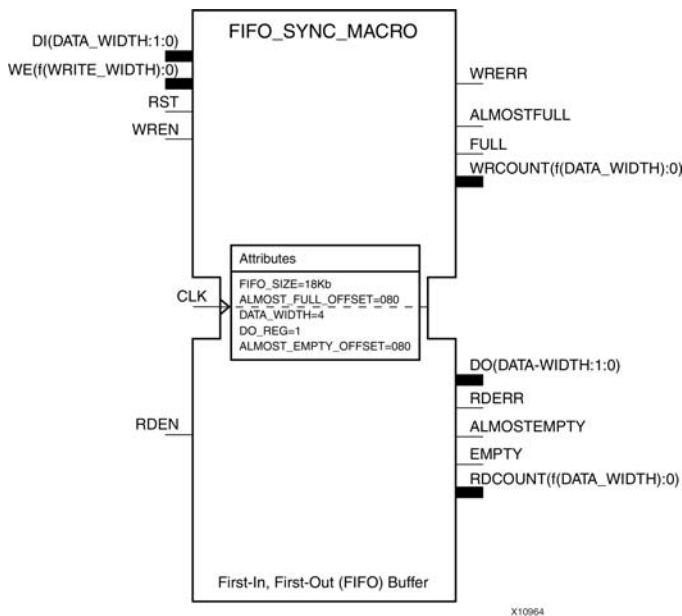 FIFO_SYNC_MACRO
DI(DATA_WIDTH:1:0)
WE(f(WRITE_WIDTH):0)
RST
WREN
WRERR
ALMOSTFULL
FULL
WRCOUNT(f(DATA_WIDTH):0)
CLK
Attributes
FIFO_SIZE=18Kb
ALMOST_FULL_OFFSET=080
DATA_WIDTH=4
DO_REG=1
ALMOST_EMPTY_OFFSET=080
RDEN
DO(DATA-WIDTH:1:0)
RDERR
ALMOSTEMPTY
EMPTY
RDCOUNT(f(DATA_WIDTH):0)
First-In, First-Out (FIFO) Buffer
X10964